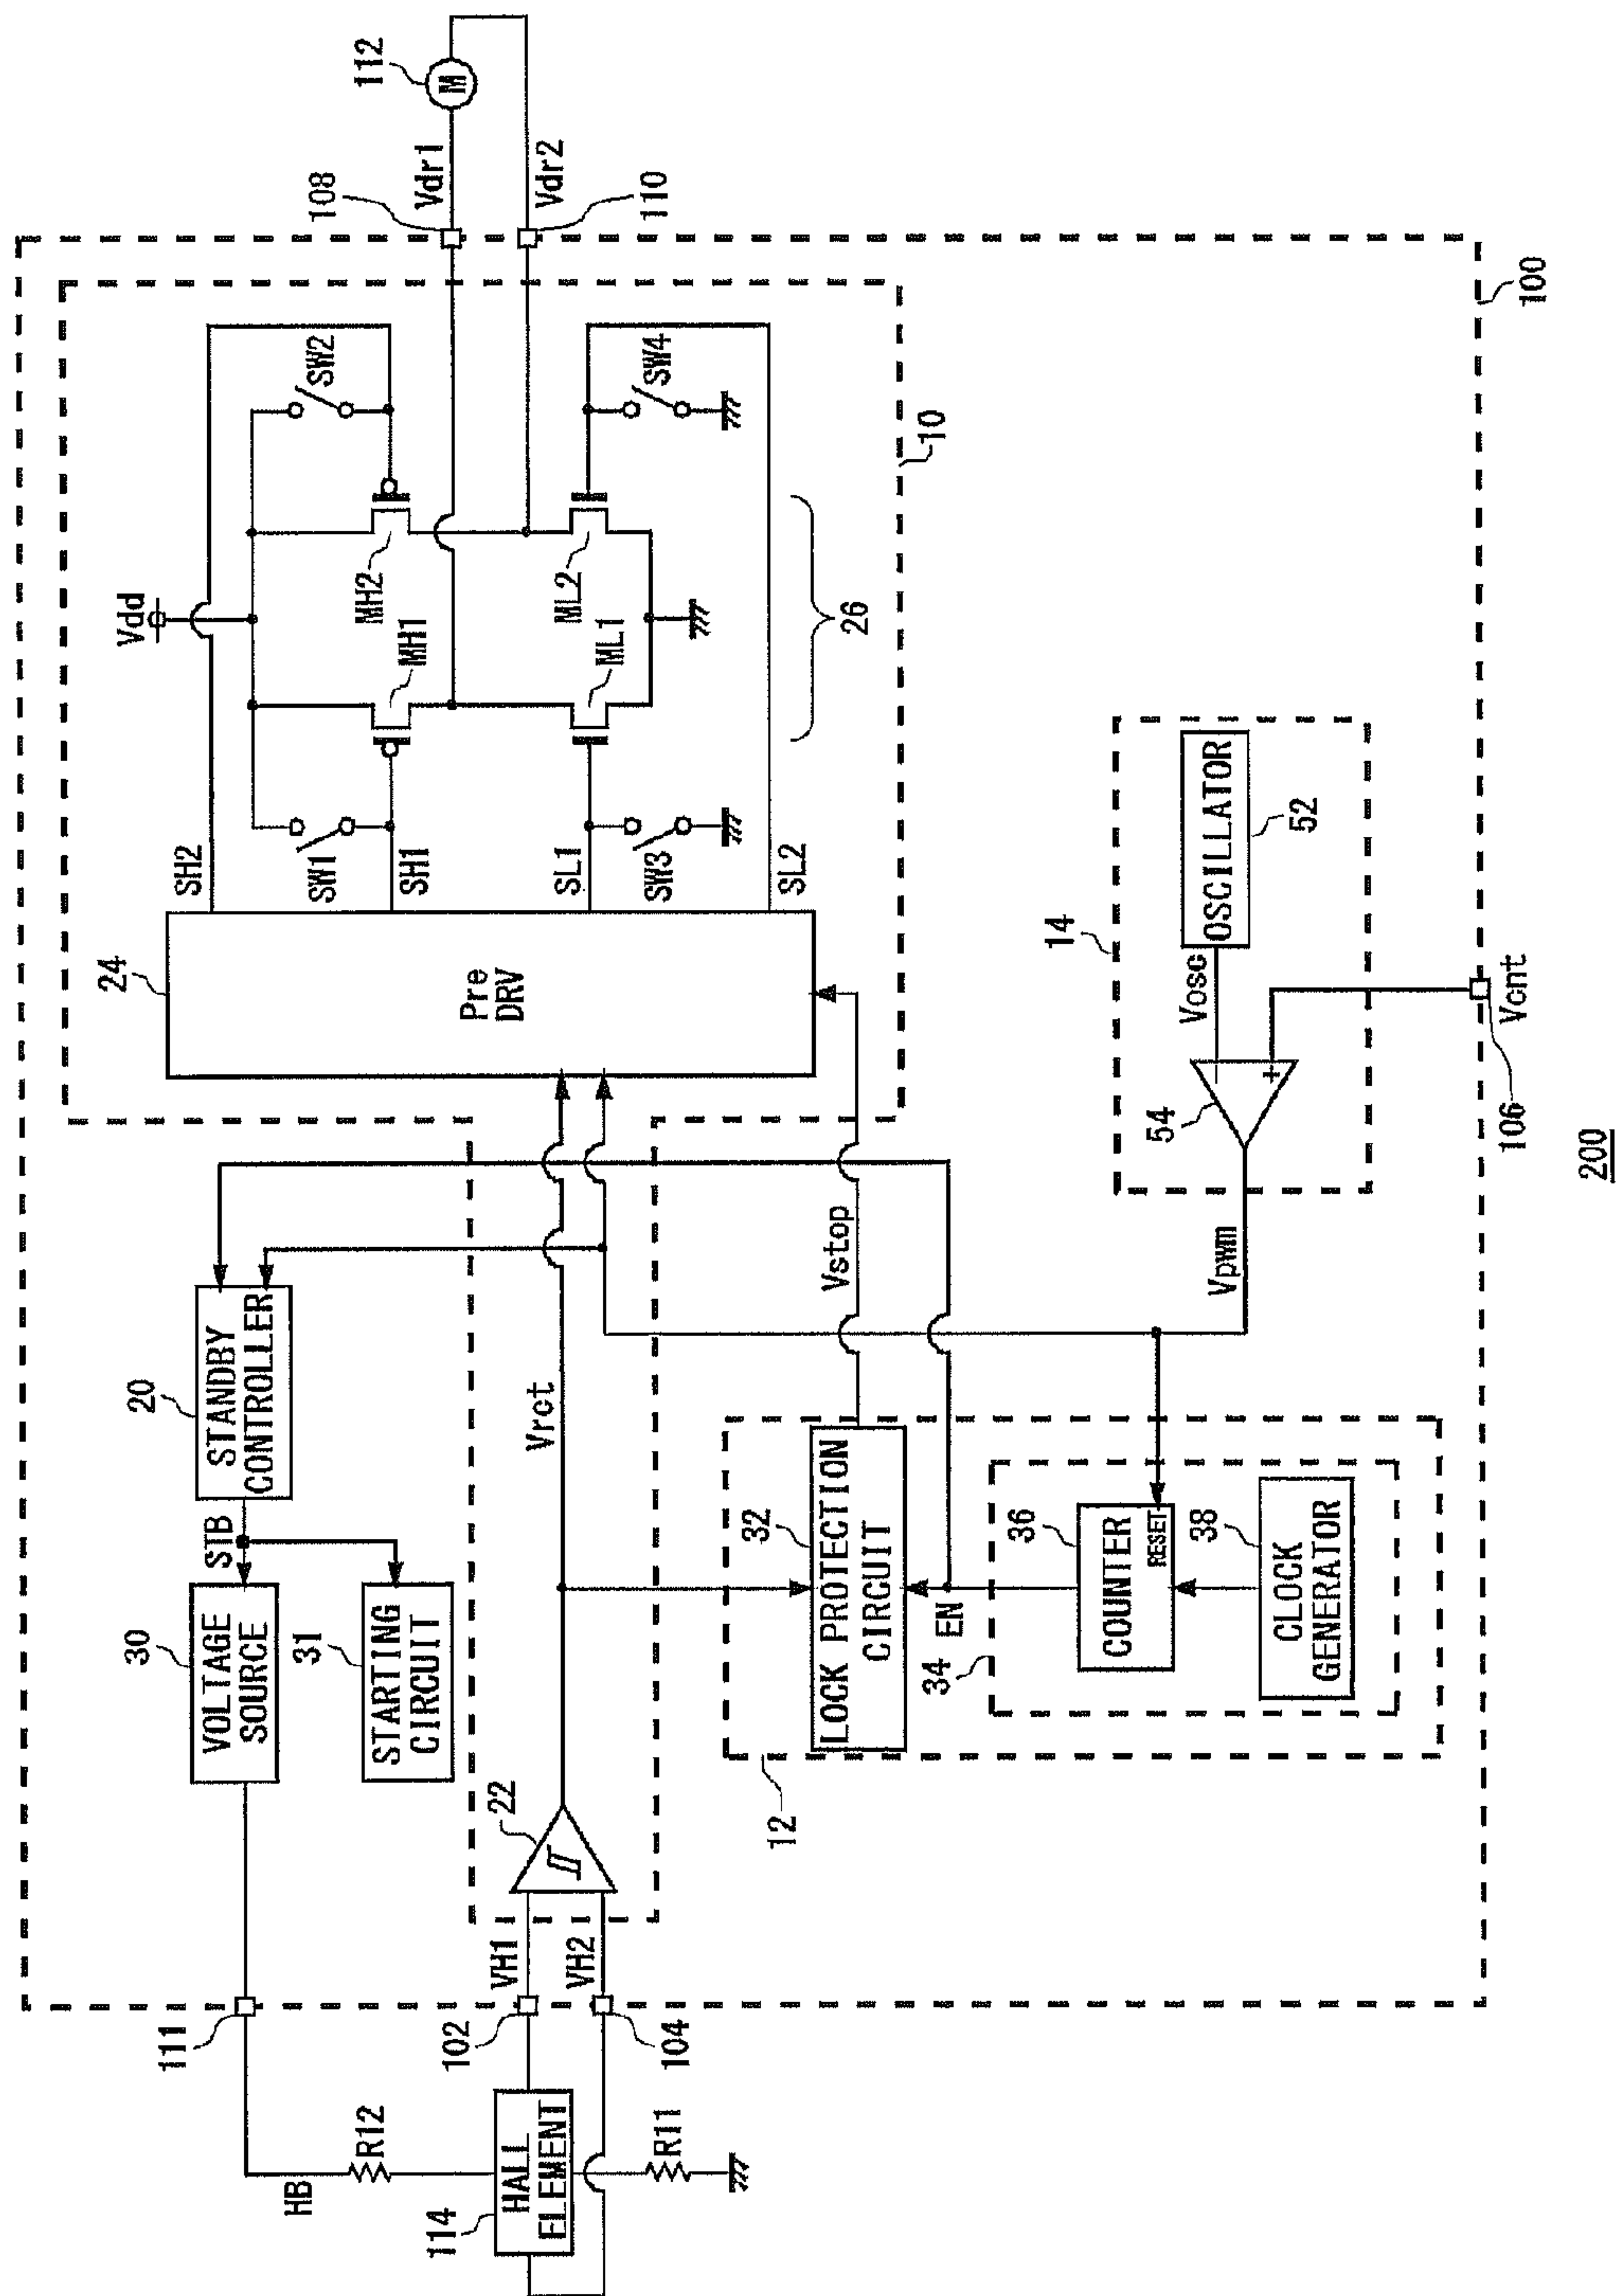 111
30
VOLTAGE
SOURCE
STB
20
STANDBY
CONTROLLER
31
STARTING
CIRCUIT
HB
R12
114
HALL
ELEMENT
R11
102
VH1
104
VH2
22
Vrct
24
Pre
DRV
SH2
SW1
SH1
SL1
SW3
SL2
Vdd
MH1
MH2
ML1
ML2
SW2
SW4
26
10
108
Vdr1
Vdr2
110
112
M
12
32
LOCK PROTECTION
CIRCUIT
Vstop
EN
34
36
COUNTER
RESET
38
CLOCK
GENERATOR
Vpwm
14
54
+
Vosc
OSCILLATOR
52
106
Vcnt
100
200